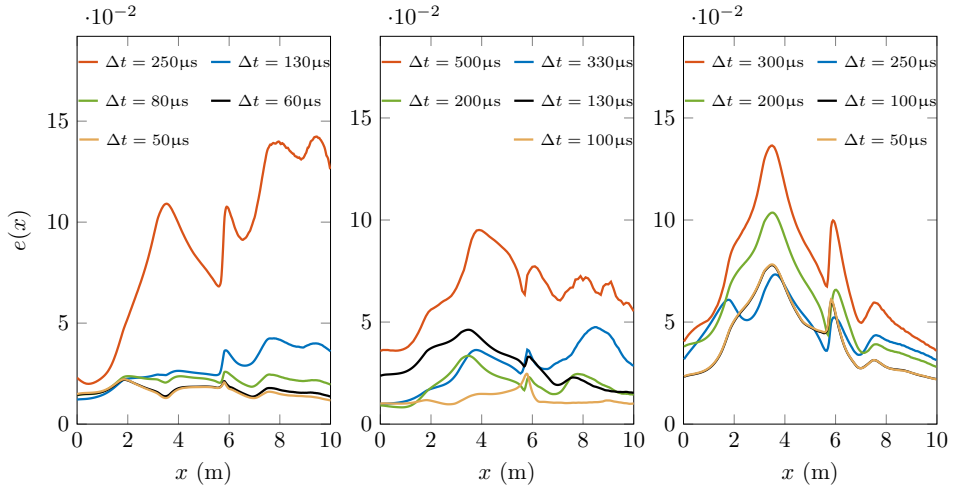 ·10−2 ·10−2 ·10−2
Δt = 250μs Δt = 130μs
Δt = 80μs Δt = 60μs
Δt = 50μs
15
10
5
0
e(x)
0 2 4 6 8 10
x (m)
Δt = 500μs Δt = 330μs
Δt = 200μs Δt = 130μs
Δt = 100μs
15
10
5
0
0 2 4 6 8 10
x (m)
Δt = 300μs Δt = 250μs
Δt = 200μs Δt = 100μs
Δt = 50μs
15
10
5
0
0 2 4 6 8 10
x (m)